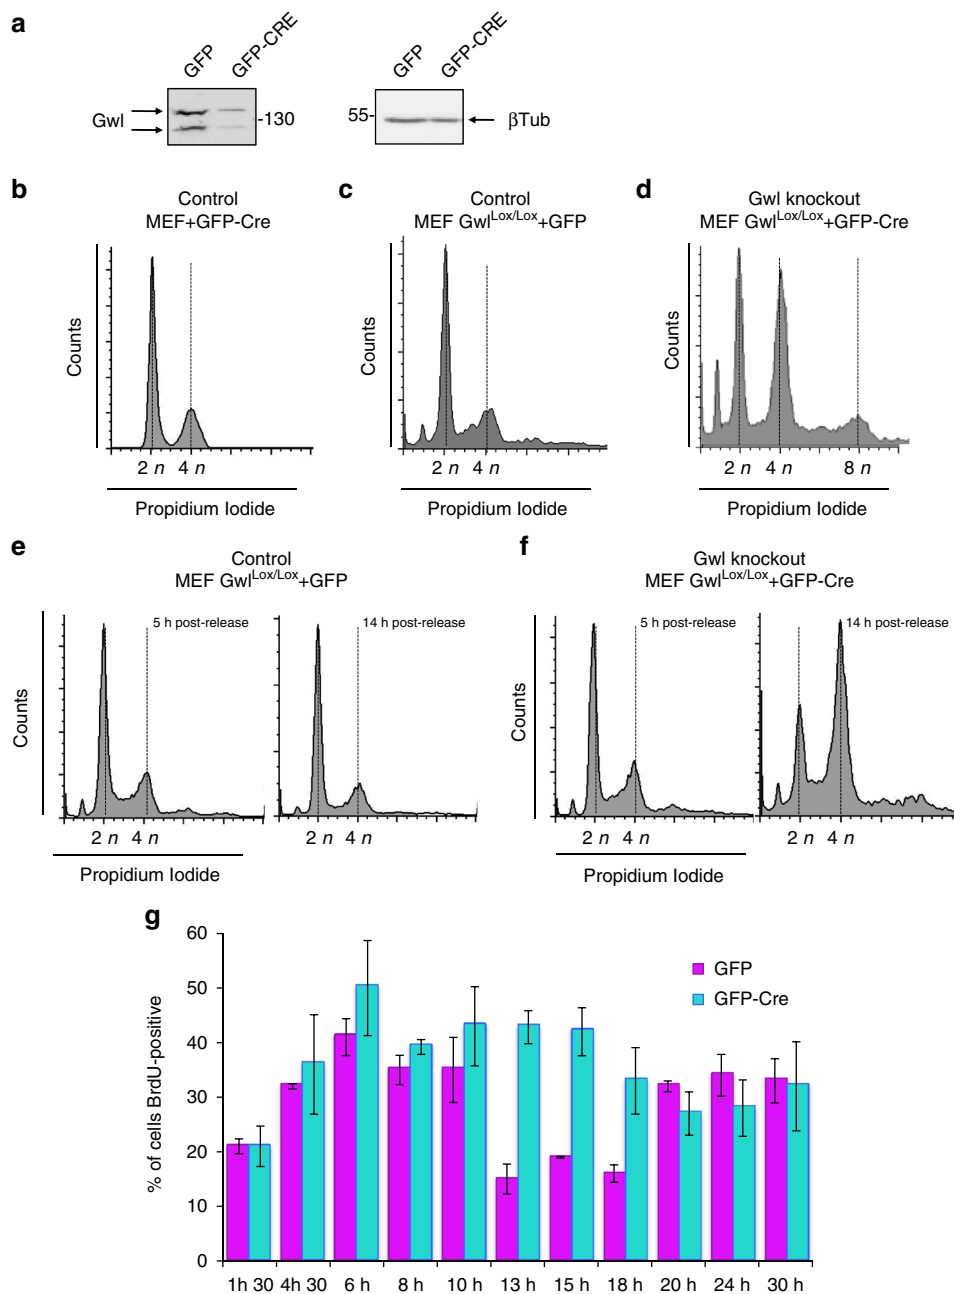 a
GFP
GFP-CRE
GFP
GFP-CRE
Gwl
-130
55-
βTub
b
Control
MEF+GFP-Cre
Counts
2 n 4 n
Propidium Iodide
c
Control
MEF Gwl^Lox/Lox+GFP
Counts
2 n 4 n
Propidium Iodide
d
Gwl knockout
MEF Gwl^Lox/Lox+GFP-Cre
Counts
2 n 4 n 8 n
Propidium Iodide
e
Control
MEF Gwl^Lox/Lox+GFP
5 h post-release
14 h post-release
Counts
2 n 4 n
2 n 4 n
Propidium Iodide
f
Gwl knockout
MEF Gwl^Lox/Lox+GFP-Cre
5 h post-release
14 h post-release
Counts
2 n 4 n
2 n 4 n
Propidium Iodide
g
% of cells BrdU-positive
60
50
40
30
20
10
0
GFP
GFP-Cre
1h 30 4h 30 6 h 8 h 10 h 13 h 15 h 18 h 20 h 24 h 30 h